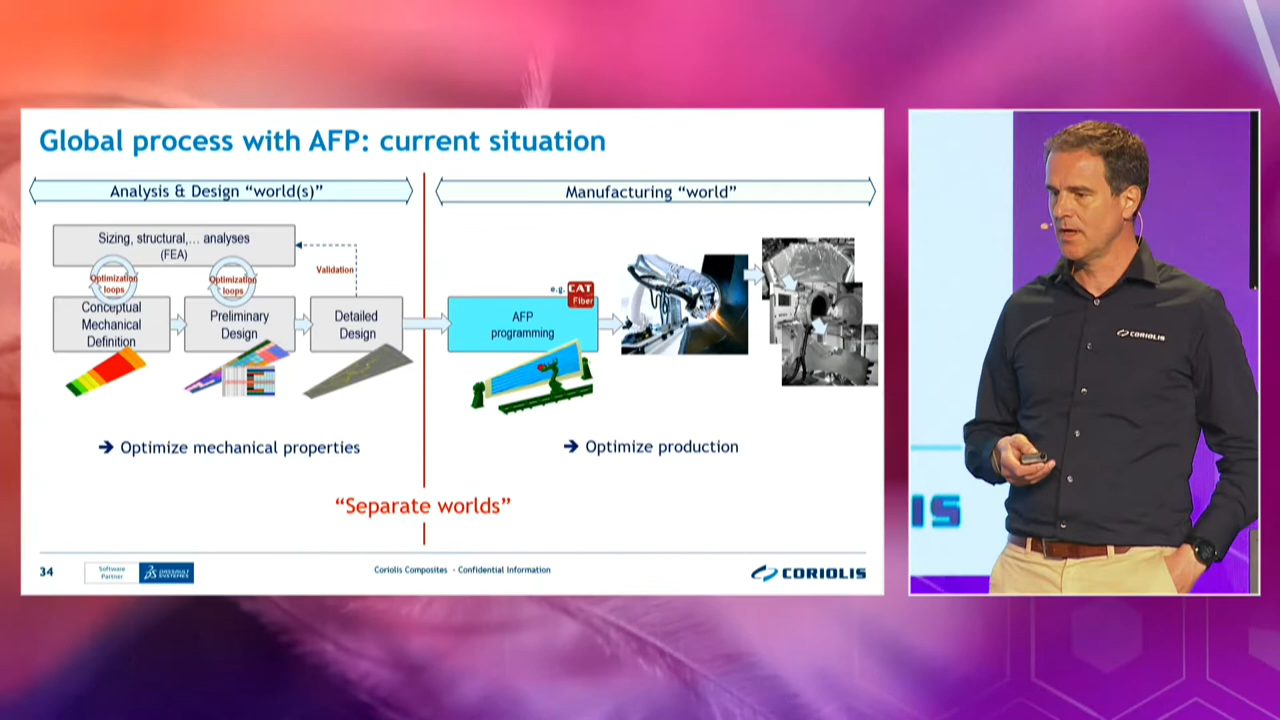 Global process with AFP: current situation
Analysis & Design “world(s)”
Manufacturing “world”
Sizing, structural,… analyses
(FEA)
Optimization
loops
Optimization
loops
Validation
Conceptual
Mechanical
Definition
Preliminary
Design
Detailed
Design
e.g.
CAT
Fiber
AFP
programming
➔ Optimize mechanical properties
➔ Optimize production
“Separate worlds”
34
Software
Partner
DASSAULT
SYSTEMES
Coriolis Composites - Confidential Information
CORIOLIS
CORIOLIS
IS